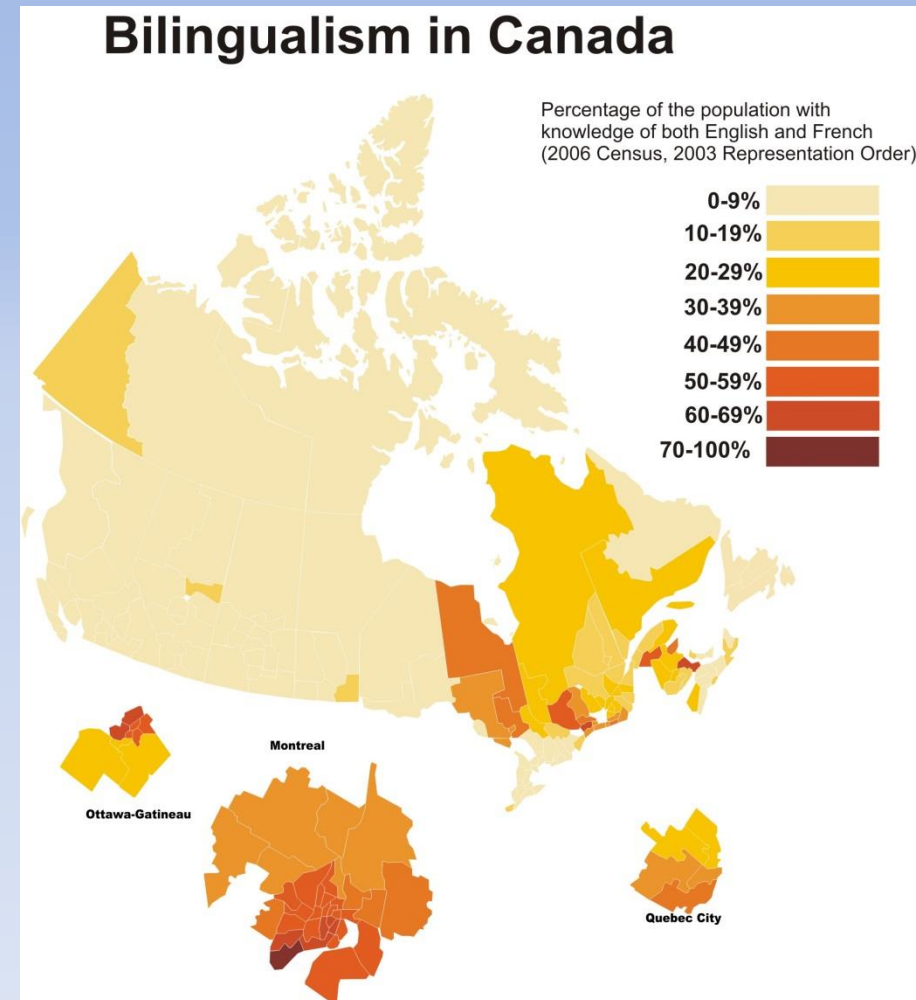 Bilingualism in Canada
Percentage of the population with
knowledge of both English and French
(2006 Census, 2003 Representation Order)
0-9%
10-19%
20-29%
30-39%
40-49%
50-59%
60-69%
70-100%
Ottawa-Gatineau
Montreal
Quebec City